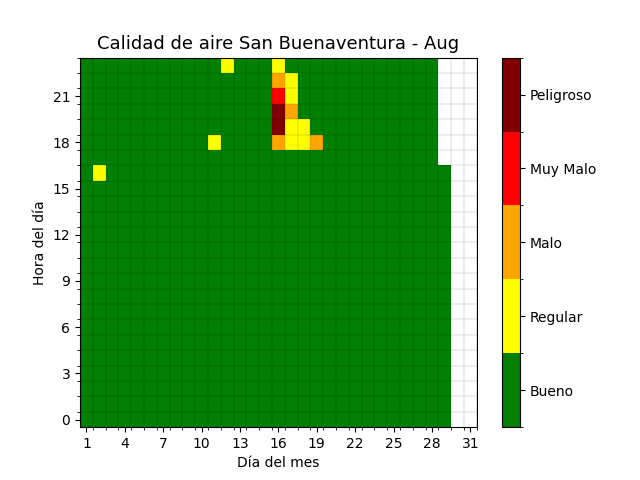 Calidad de aire San Buenaventura - Aug
Hora del día
21
18
15
12
9
6
3
0
1 4 7 10 13 16 19 22 25 28 31
Día del mes
Peligroso
Muy Malo
Malo
Regular
Bueno